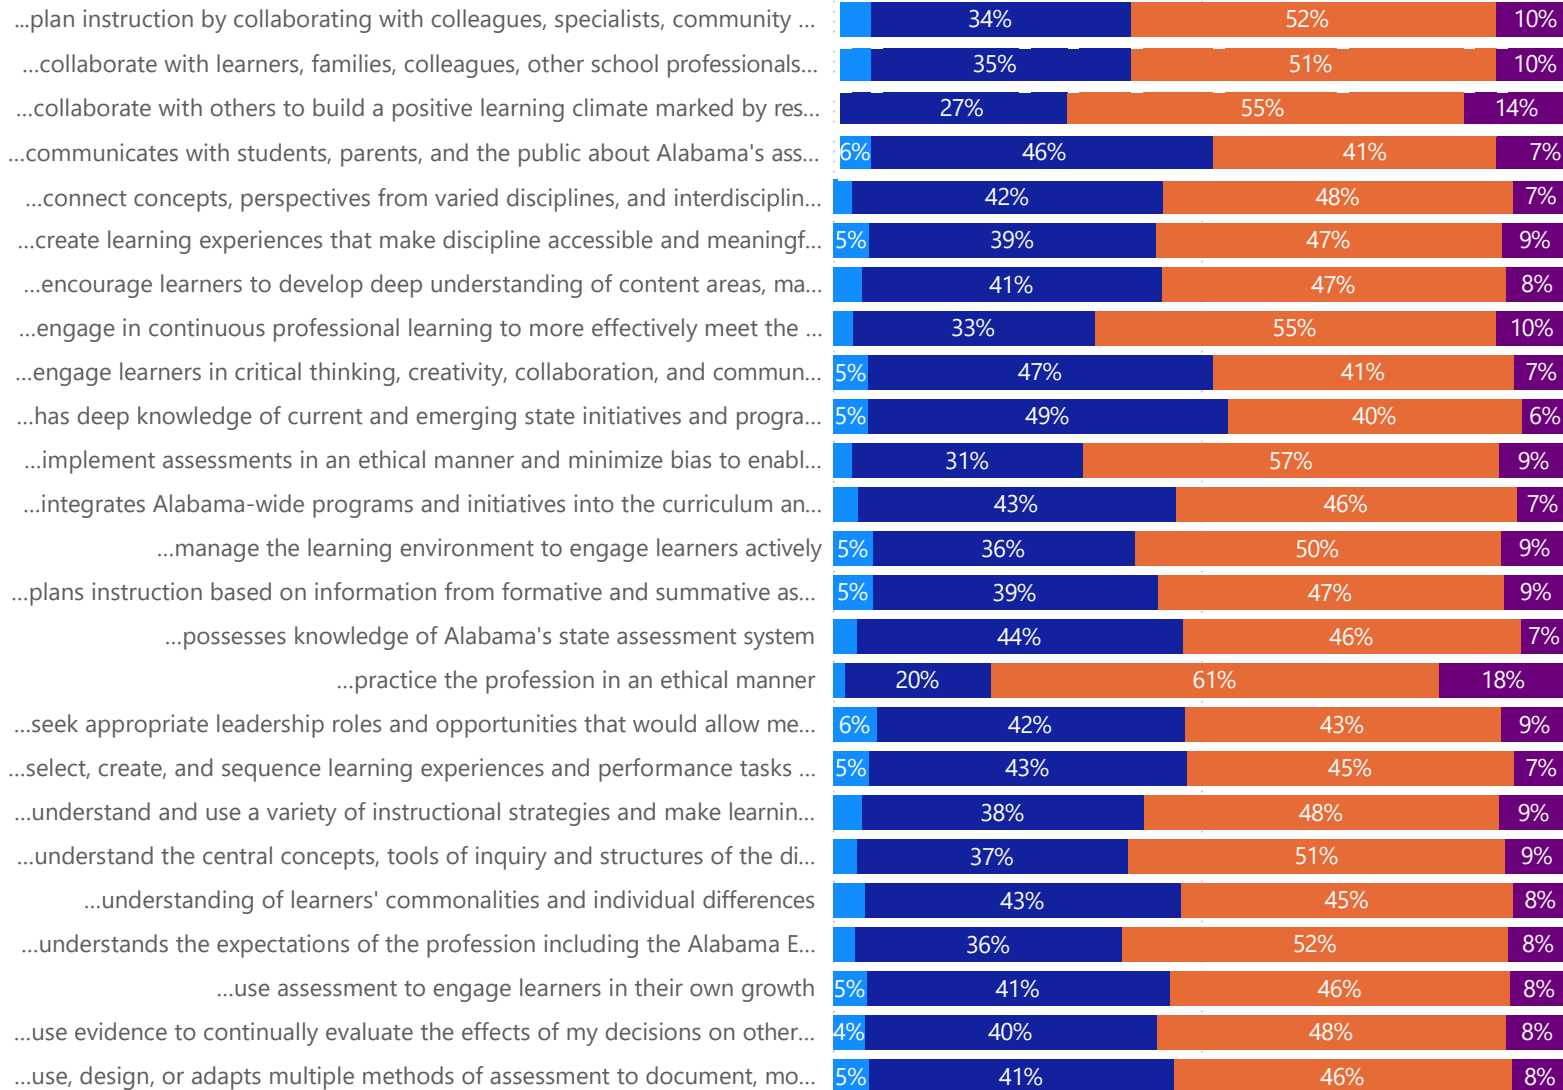 ...plan instruction by collaborating with colleagues, specialists, community ... 34% 52% 10%
...collaborate with learners, families, colleagues, other school professionals... 35% 51% 10%
...collaborate with others to build a positive learning climate marked by res... 27% 55% 14%
...communicates with students, parents, and the public about Alabama's ass... 6% 46% 41% 7%
...connect concepts, perspectives from varied disciplines, and interdisciplin... 42% 48% 7%
...create learning experiences that make discipline accessible and meaningf... 5% 39% 47% 9%
...encourage learners to develop deep understanding of content areas, ma... 41% 47% 8%
...engage in continuous professional learning to more effectively meet the ... 33% 55% 10%
...engage learners in critical thinking, creativity, collaboration, and commun... 5% 47% 41% 7%
...has deep knowledge of current and emerging state initiatives and progra... 5% 49% 40% 6%
...implement assessments in an ethical manner and minimize bias to enabl... 31% 57% 9%
...integrates Alabama-wide programs and initiatives into the curriculum an... 43% 46% 7%
...manage the learning environment to engage learners actively 5% 36% 50% 9%
...plans instruction based on information from formative and summative as... 5% 39% 47% 9%
...possesses knowledge of Alabama's state assessment system 44% 46% 7%
...practice the profession in an ethical manner 20% 61% 18%
...seek appropriate leadership roles and opportunities that would allow me... 6% 42% 43% 9%
...select, create, and sequence learning experiences and performance tasks ... 5% 43% 45% 7%
...understand and use a variety of instructional strategies and make learnin... 38% 48% 9%
...understand the central concepts, tools of inquiry and structures of the di... 37% 51% 9%
...understanding of learners' commonalities and individual differences 43% 45% 8%
...understands the expectations of the profession including the Alabama E... 36% 52% 8%
...use assessment to engage learners in their own growth 5% 41% 46% 8%
...use evidence to continually evaluate the effects of my decisions on other... 4% 40% 48% 8%
...use, design, or adapts multiple methods of assessment to document, mo... 5% 41% 46% 8%